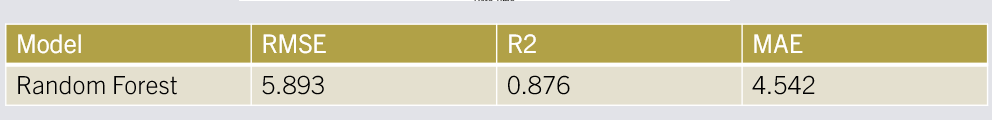 Model RMSE R2 MAE
Random Forest 5.893 0.876 4.542